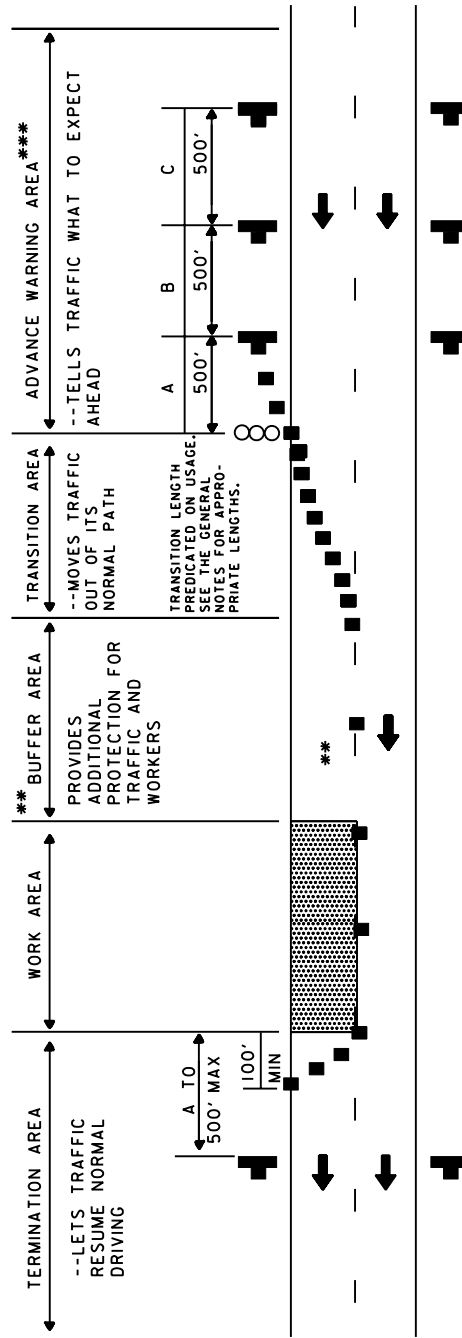 ADVANCE WARNING AREA***
--TELLS TRAFFIC WHAT TO EXPECT
AHEAD
A
B
C
500'
500'
500'
TRANSITION AREA
--MOVES TRAFFIC
OUT OF ITS
NORMAL PATH
TRANSITION LENGTH
PREDICATED ON USAGE.
SEE THE GENERAL
NOTES FOR APPRO-
PRIATE LENGTHS.
** BUFFER AREA
PROVIDES
ADDITIONAL
PROTECTION FOR
TRAFFIC AND
WORKERS
**
WORK AREA
TERMINATION AREA
--LETS TRAFFIC
RESUME NORMAL
DRIVING
A TO
500' MAX
100'
MIN